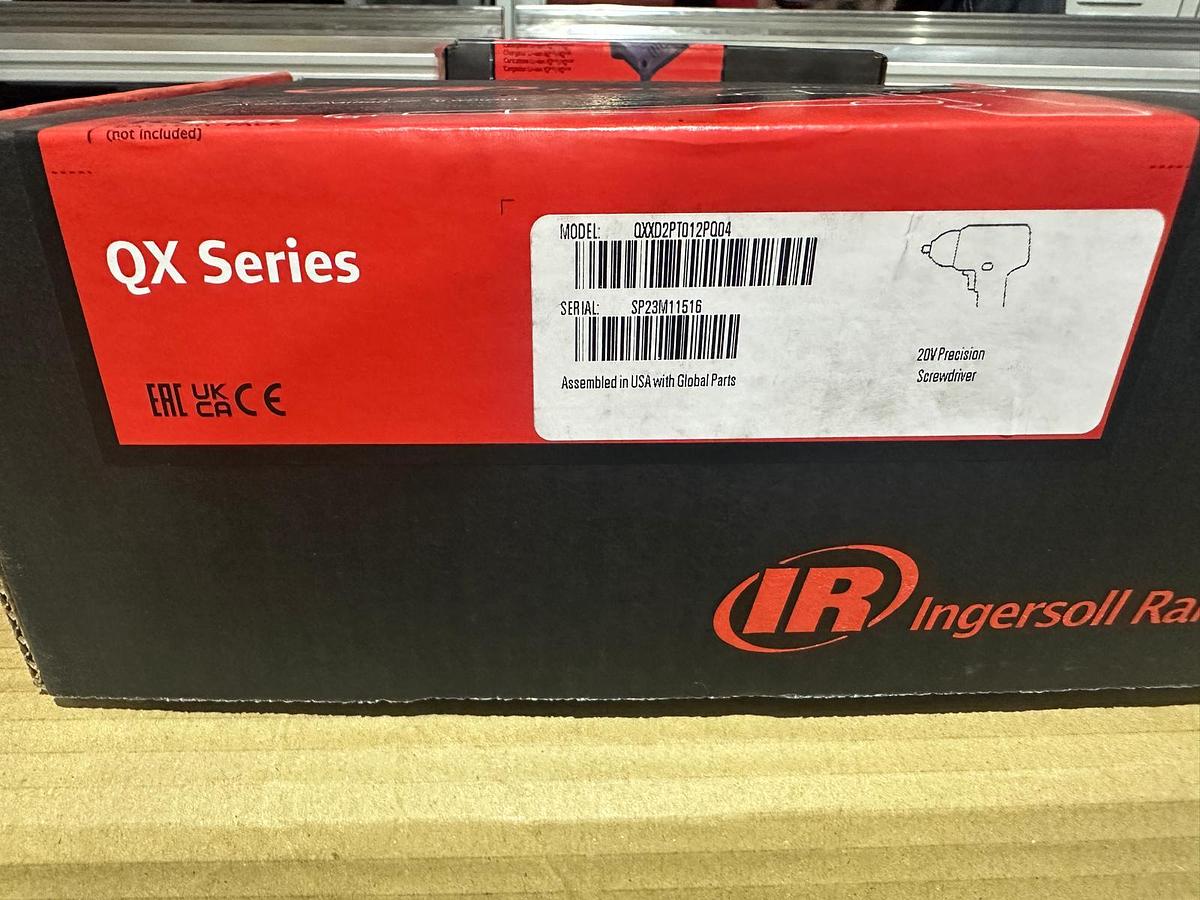 (not included)
QX Series
MODEL: QXXD2PT012PQ04
SERIAL: SP23M11516
Assembled in USA with Global Parts
20V Precision
Screwdriver
EAC UK
CA CE
IR Ingersoll Ra